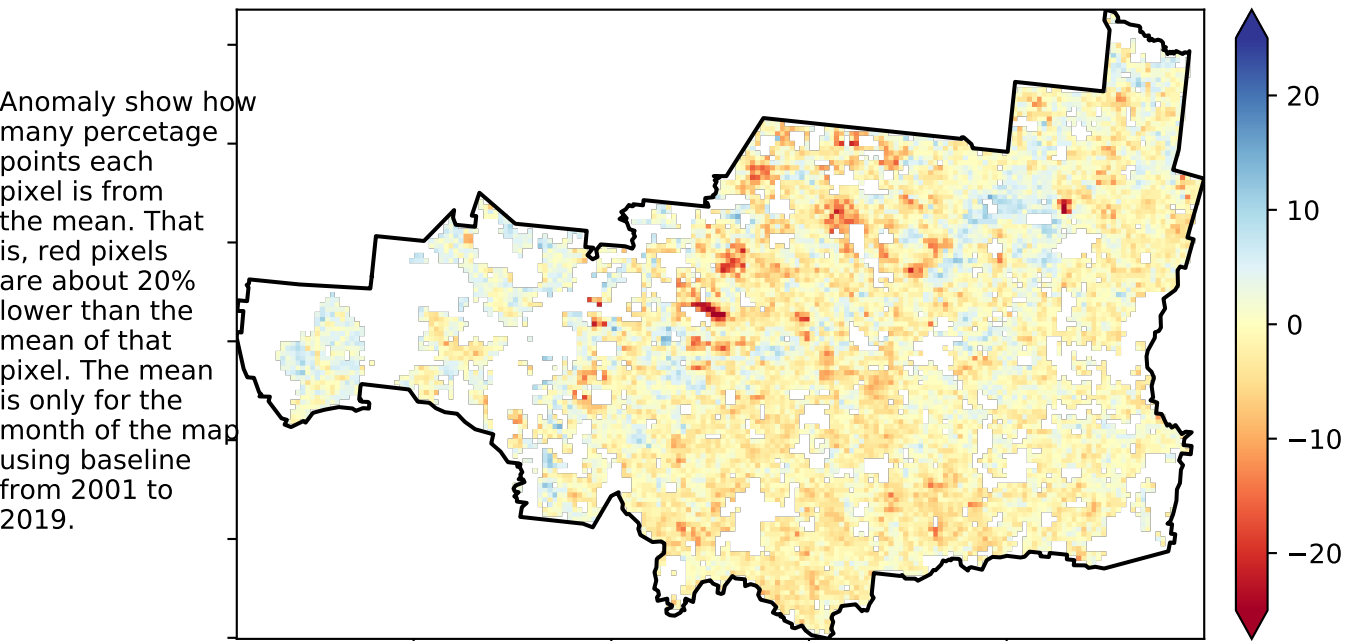 Anomaly show how
many percetage
points each
pixel is from
the mean. That
is, red pixels
are about 20%
lower than the
mean of that
pixel. The mean
is only for the
month of the map
using baseline
from 2001 to
2019.
20
10
0
−10
−20